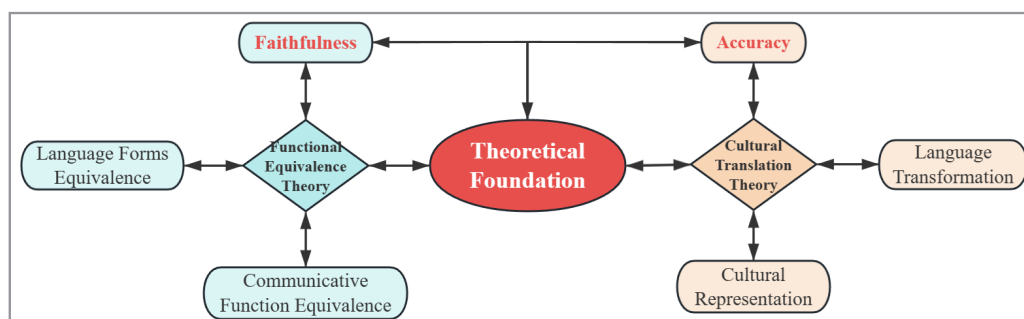 Faithfulness
Accuracy
Functional
Equivalence
Theory
Language Forms
Equivalence
Theoretical
Foundation
Cultural
Translation
Theory
Language
Transformation
Communicative
Function Equivalence
Cultural
Representation